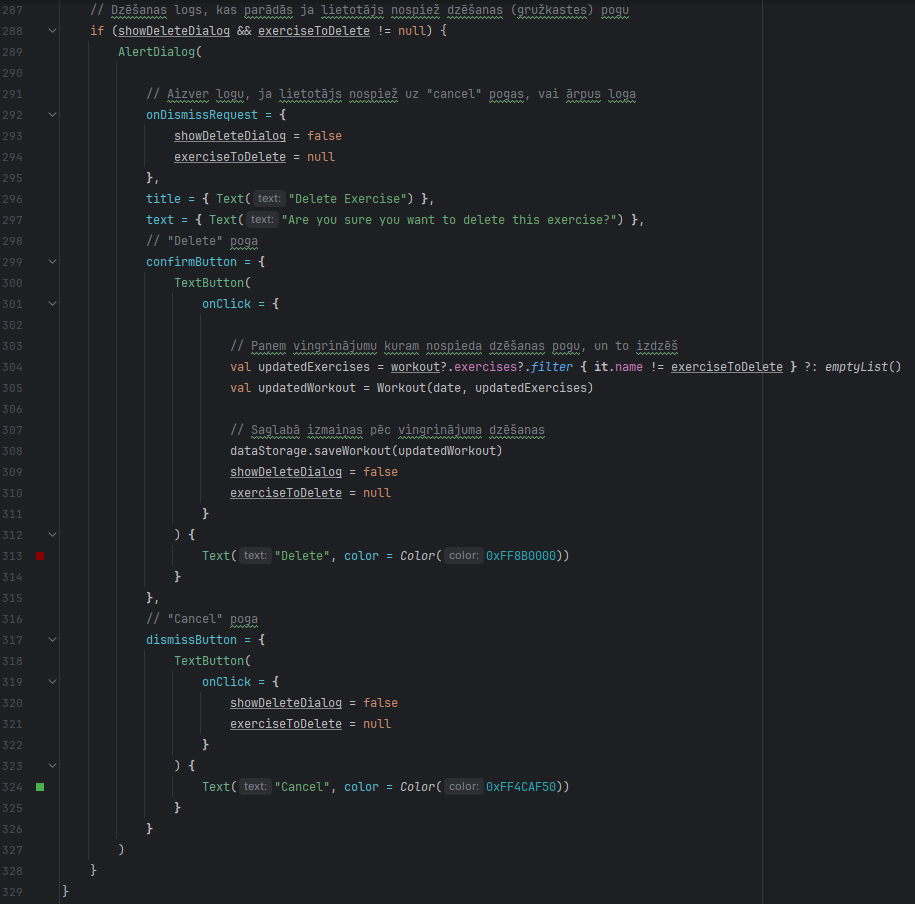 287 // Dzēšanas logs, kas parādās ja lietotājs nospiež dzēšanas (gružkastes) pogu
288 if (showDeleteDialog && exerciseToDelete != null) {
289 AlertDialog(
290
291 // Aizver logu, ja lietotājs nospiež uz "cancel" pogas, vai ārpus loga
292 onDismissRequest = {
293 showDeleteDialog = false
294 exerciseToDelete = null
295 },
296 title = { Text( text: "Delete Exercise") },
297 text = { Text( text: "Are you sure you want to delete this exercise?") },
298 // "Delete" poga
299 confirmButton = {
300 TextButton(
301 onClick = {
302
303 // Paņem vingrinājumu kuram nospieda dzēšanas pogu, un to izdzēš
304 val updatedExercises = workout?.exercises?.filter { it.name != exerciseToDelete } ?: emptyList()
305 val updatedWorkout = Workout(date, updatedExercises)
306
307 // Saglabā izmaiņas pēc vingrinājuma dzēšanas
308 dataStorage.saveWorkout(updatedWorkout)
309 showDeleteDialog = false
310 exerciseToDelete = null
311 }
312 ) {
313 Text( text: "Delete", color = Color( color: 0xFF8B0000))
314 }
315 },
316 // "Cancel" poga
317 dismissButton = {
318 TextButton(
319 onClick = {
320 showDeleteDialog = false
321 exerciseToDelete = null
322 }
323 ) {
324 Text( text: "Cancel", color = Color( color: 0xFF4CAF50))
325 }
326 }
327 )
328 }
329 }